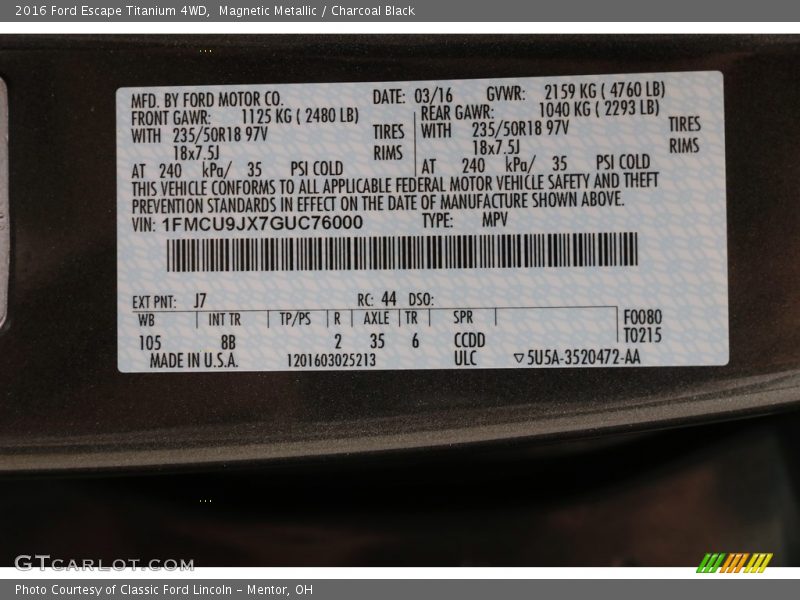 2016 Ford Escape Titanium 4WD,  Magnetic Metallic / Charcoal Black
MFD. BY FORD MOTOR CO. DATE: 03/16 GVWR: 2159 KG ( 4760 LB)
FRONT GAWR: 1125 KG ( 2480 LB) REAR GAWR: 1040 KG ( 2293 LB)
WITH 235/50R18 97V TIRES WITH 235/50R18 97V TIRES
18x7.5J RIMS 18x7.5J RIMS
AT 240 kPa/ 35 PSI COLD AT 240 kPa/ 35 PSI COLD
THIS VEHICLE CONFORMS TO ALL APPLICABLE FEDERAL MOTOR VEHICLE SAFETY AND THEFT
PREVENTION STANDARDS IN EFFECT ON THE DATE OF MANUFACTURE SHOWN ABOVE.
VIN: 1FMCU9JX7GUC76000 TYPE: MPV
EXT PNT: J7 RC: 44 DSO:
WB INT TR TP/PS R AXLE TR SPR F0080
105 8B 2 35 6 CCDD T0215
MADE IN U.S.A. 1201603025213 ULC ▽5U5A-3520472-AA
GTCARLOT.COM
Photo Courtesy of Classic Ford Lincoln - Mentor, OH